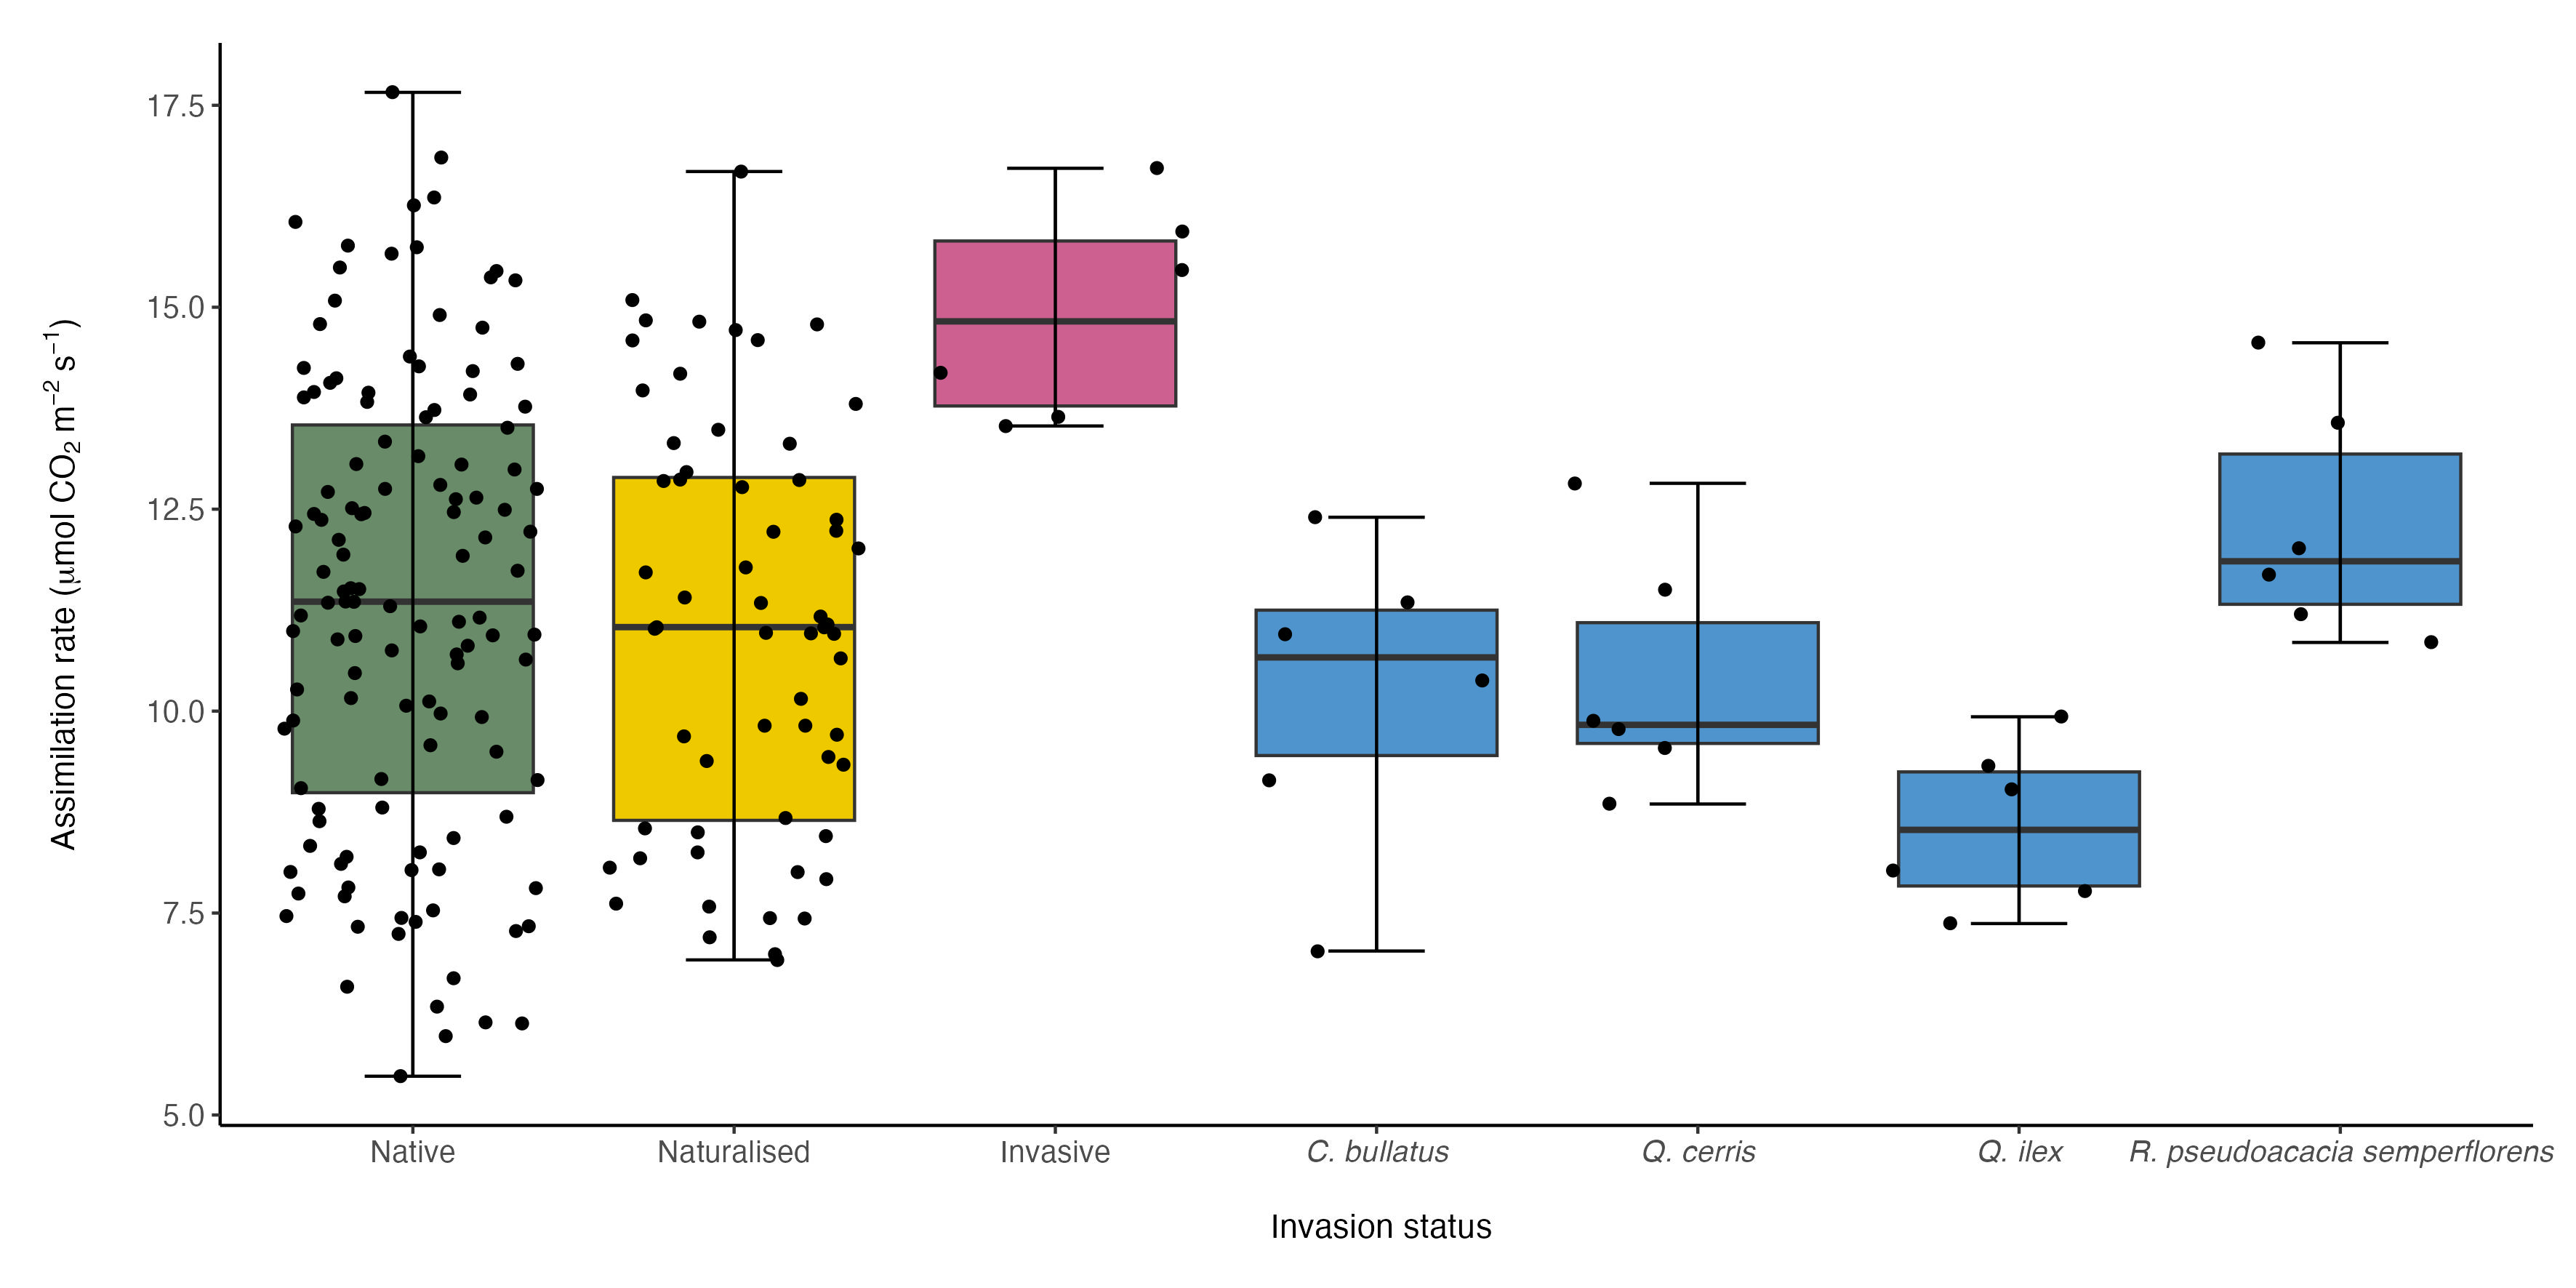 Assimilation rate (μmol CO₂ m⁻² s⁻¹)
17.5
15.0
12.5
10.0
7.5
5.0
Native Naturalised Invasive C. bullatus Q. cerris Q. ilex R. pseudoacacia semperflorens
Invasion status